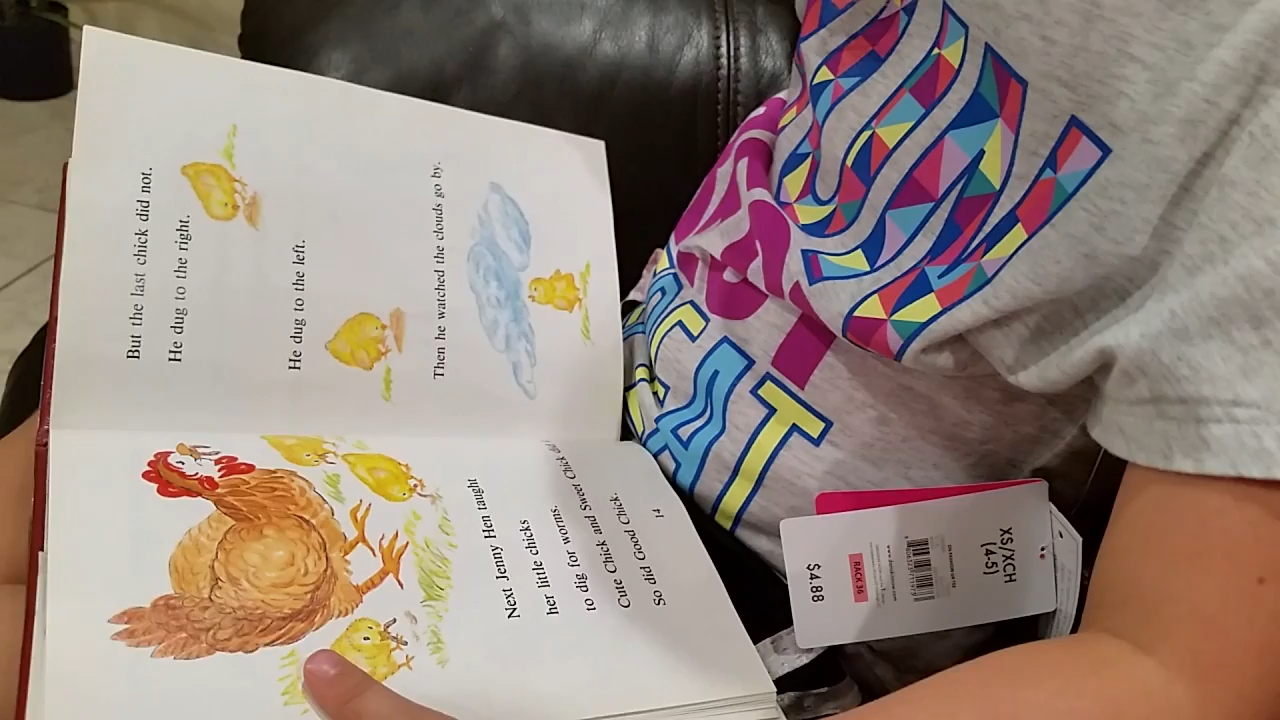 Next Jenny Hen taught
her little chicks
to dig for worms.
Cute Chick and Sweet Chick did.
So did Good Chick.
14
But the last chick did not.
He dug to the right.
He dug to the left.
Then he watched the clouds go by.
XS/XCH
(4-5)
RACK 36
$4.88